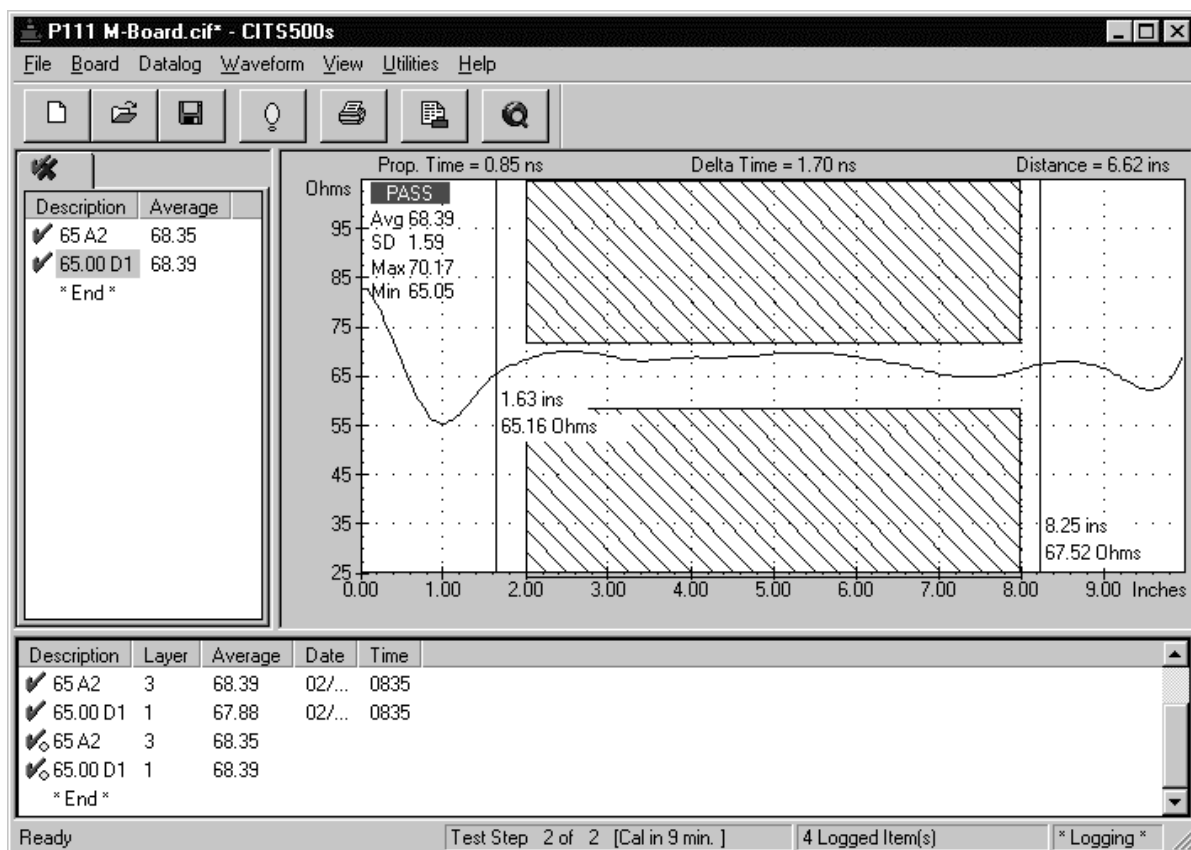 P111 M-Board.cif* - CITS500s
File Board Datalog Waveform View Utilities Help
Description Average
65 A2 68.35
65.00 D1 68.39
* End *
Prop. Time = 0.85 ns Delta Time = 1.70 ns Distance = 6.62 ins
Ohms
PASS
Avg 68.39
SD 1.59
Max 70.17
Min 65.05
95
85
75
65
55
45
35
25
1.63 ins
65.16 Ohms
8.25 ins
67.52 Ohms
0.00 1.00 2.00 3.00 4.00 5.00 6.00 7.00 8.00 9.00 Inches
Description Layer Average Date Time
65 A2 3 68.39 02/... 0835
65.00 D1 1 67.88 02/... 0835
65 A2 3 68.35
65.00 D1 1 68.39
* End *
Ready Test Step 2 of 2 [Cal in 9 min. ] 4 Logged Item(s) * Logging *